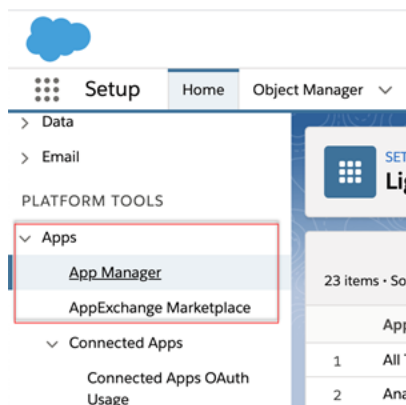 Setup
Home
Object Manager
Data
Email
PLATFORM TOOLS
Apps
App Manager
AppExchange Marketplace
Connected Apps
Connected Apps OAuth
Usage
23 items •
1
All
2